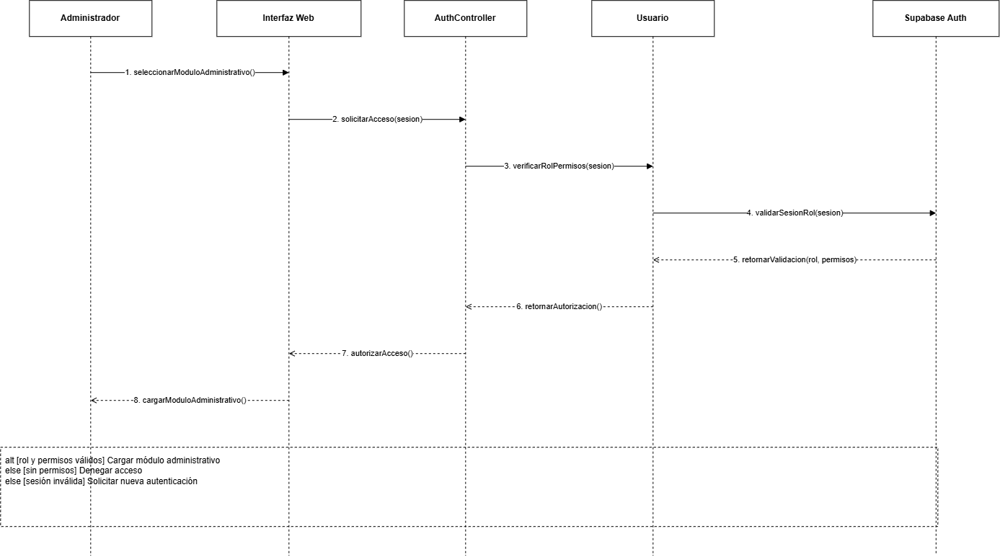 Administrador
Interfaz Web
AuthController
Usuario
Supabase Auth
1. seleccionarModuloAdministrativo()
2. solicitarAcceso(sesion)
3. verificarRolPermisos(sesion)
4. validarSesionRol(sesion)
5. retornarValidacion(rol, permisos)
6. retornarAutorizacion()
7. autorizarAcceso()
8. cargarModuloAdministrativo()
alt [rol y permisos válidos] Cargar módulo administrativo
else [sin permisos] Denegar acceso
else [sesión inválida] Solicitar nueva autenticación